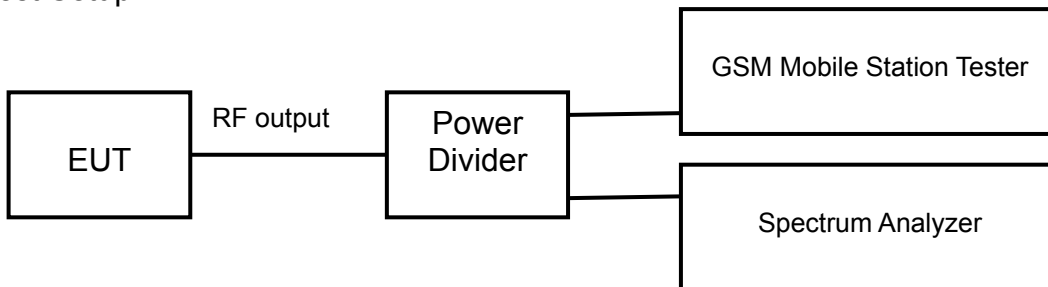 GSM Mobile Station Tester
RF output
EUT
Power
Divider
Spectrum Analyzer